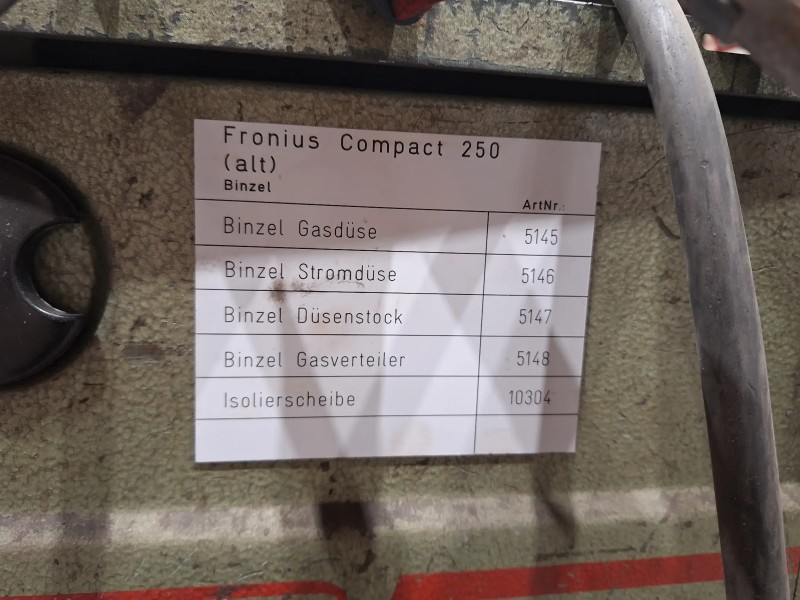 Fronius Compact 250
(alt)
Binzel
ArtNr.:
Binzel Gasdüse 5145
Binzel Stromdüse 5146
Binzel Düsenstock 5147
Binzel Gasverteiler 5148
Isolierscheibe 10304